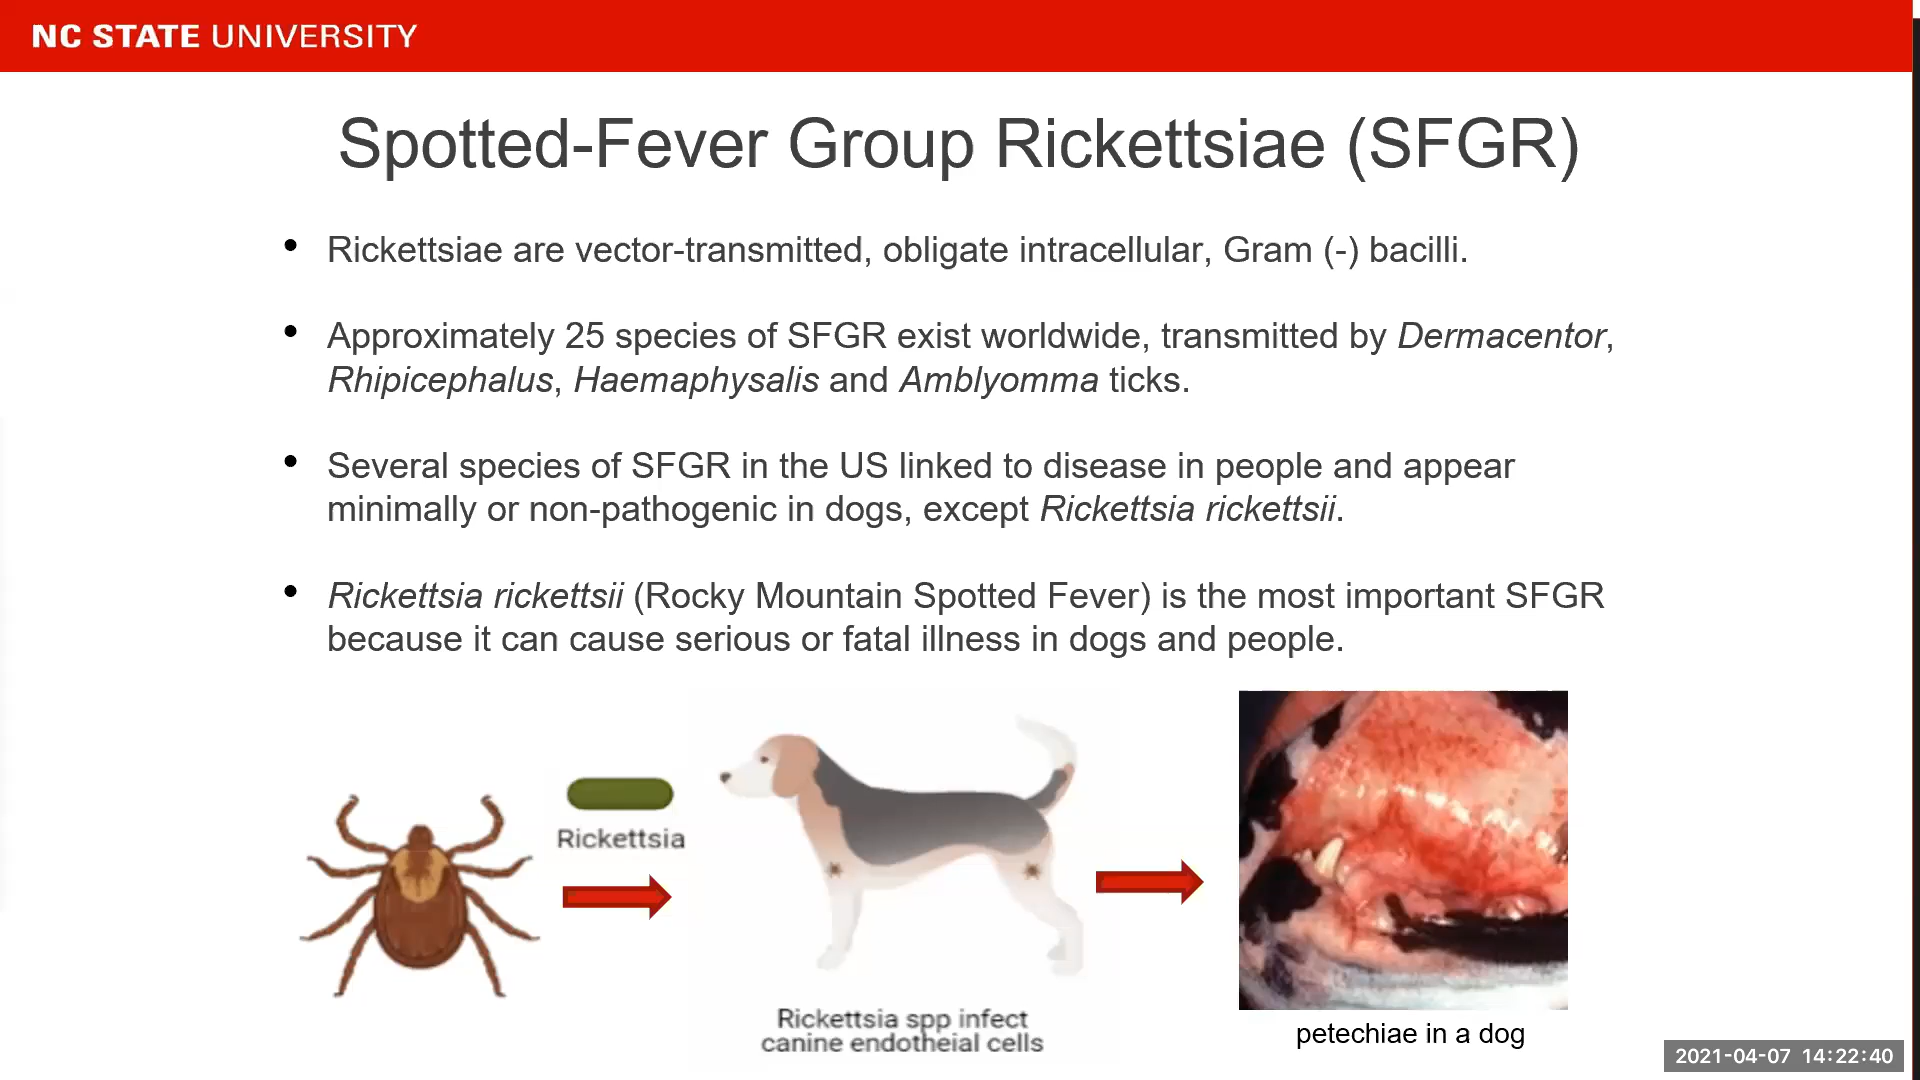 NC STATE UNIVERSITY
Spotted-Fever Group Rickettsiae (SFGR)
• Rickettsiae are vector-transmitted, obligate intracellular, Gram (-) bacilli.
• Approximately 25 species of SFGR exist worldwide, transmitted by Dermacentor,
Rhipicephalus, Haemaphysalis and Amblyomma ticks.
• Several species of SFGR in the US linked to disease in people and appear
minimally or non-pathogenic in dogs, except Rickettsia rickettsii.
• Rickettsia rickettsii (Rocky Mountain Spotted Fever) is the most important SFGR
because it can cause serious or fatal illness in dogs and people.
Rickettsia
Rickettsia spp infect
canine endotheial cells
petechiae in a dog
2021-04-07 14:22:40